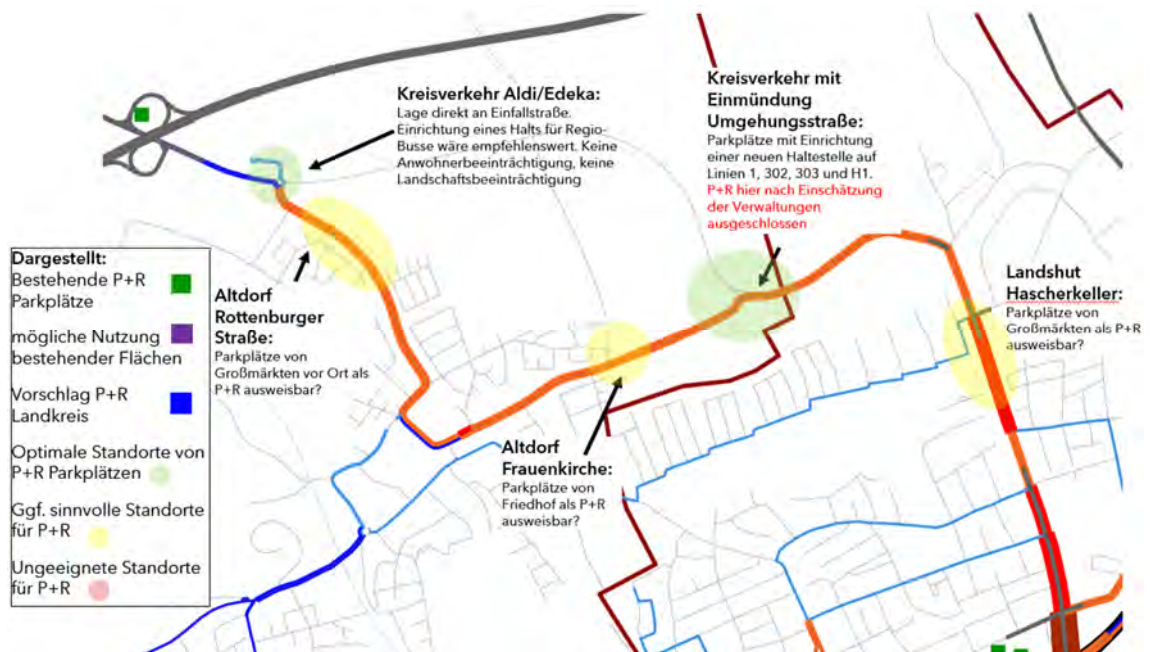 Kreisverkehr Aldi/Edeka:
Lage direkt an Einfallstraße.
Einrichtung eines Halts für Regio-
Busse wäre empfehlenswert. Keine
Anwohnerbeeinträchtigung, keine
Landschaftsbeeinträchtigung
Kreisverkehr mit
Einmündung
Umgehungsstraße:
Parkplätze mit Einrichtung
einer neuen Haltestelle auf
Linien 1, 302, 303 und H1.
P+R hier nach Einschätzung
der Verwaltungen
ausgeschlossen
Dargestellt:
Bestehende P+R
Parkplätze
mögliche Nutzung
bestehender Flächen
Vorschlag P+R
Landkreis
Optimale Standorte von
P+R Parkplätzen
Ggf. sinnvolle Standorte
für P+R
Ungeeignete Standorte
für P+R
Altdorf
Rottenburger
Straße:
Parkplätze von
Großmärkten vor Ort als
P+R ausweisbar?
Altdorf
Frauenkirche:
Parkplätze von
Friedhof als P+R
ausweisbar?
Landshut
Hascherkeller:
Parkplätze von
Großmärkten als P+R
ausweisbar?